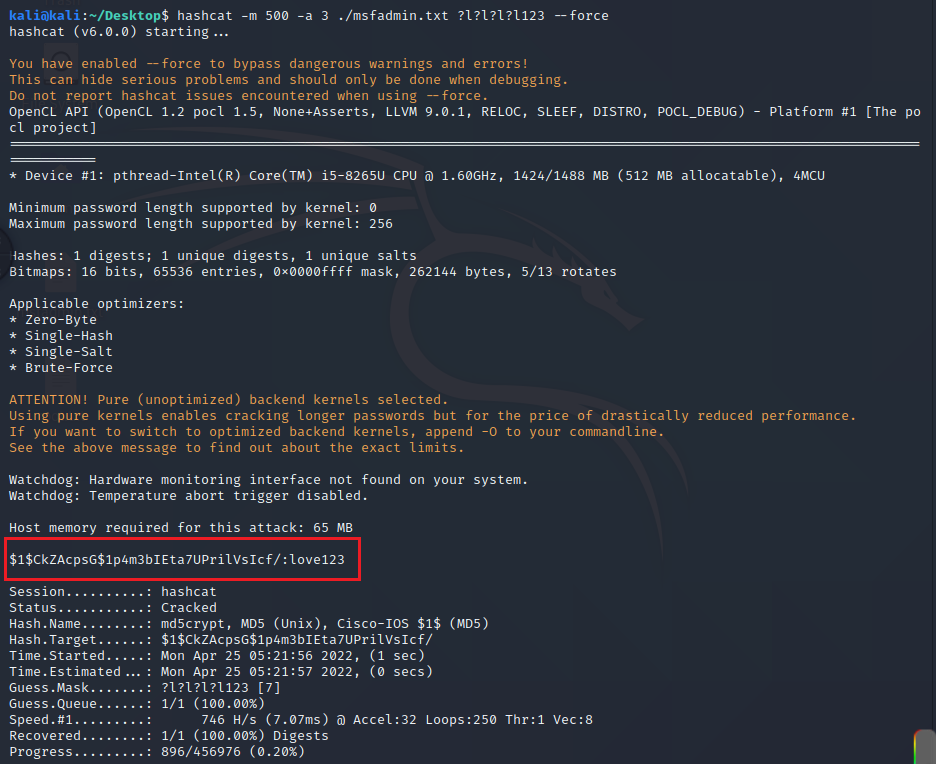 kali@kali:~/Desktop$ hashcat -m 500 -a 3 ./msfadmin.txt ?l?l?l?l123 --force
hashcat (v6.0.0) starting...
You have enabled --force to bypass dangerous warnings and errors!
This can hide serious problems and should only be done when debugging.
Do not report hashcat issues encountered when using --force.
OpenCL API (OpenCL 1.2 pocl 1.5, None+Asserts, LLVM 9.0.1, RELOC, SLEEF, DISTRO, POCL_DEBUG) - Platform #1 [The po
cl project]
==================================================================================================================
===========
* Device #1: pthread-Intel(R) Core(TM) i5-8265U CPU @ 1.60GHz, 1424/1488 MB (512 MB allocatable), 4MCU
Minimum password length supported by kernel: 0
Maximum password length supported by kernel: 256
Hashes: 1 digests; 1 unique digests, 1 unique salts
Bitmaps: 16 bits, 65536 entries, 0x0000ffff mask, 262144 bytes, 5/13 rotates
Applicable optimizers:
* Zero-Byte
* Single-Hash
* Single-Salt
* Brute-Force
ATTENTION! Pure (unoptimized) backend kernels selected.
Using pure kernels enables cracking longer passwords but for the price of drastically reduced performance.
If you want to switch to optimized backend kernels, append -O to your commandline.
See the above message to find out about the exact limits.
Watchdog: Hardware monitoring interface not found on your system.
Watchdog: Temperature abort trigger disabled.
Host memory required for this attack: 65 MB
$1$CkZAcpsG$1p4m3bIEta7UPrilVsIcf/:love123
Session..........: hashcat
Status...........: Cracked
Hash.Name........: md5crypt, MD5 (Unix), Cisco-IOS $1$ (MD5)
Hash.Target......: $1$CkZAcpsG$1p4m3bIEta7UPrilVsIcf/
Time.Started.....: Mon Apr 25 05:21:56 2022, (1 sec)
Time.Estimated...: Mon Apr 25 05:21:57 2022, (0 secs)
Guess.Mask.......: ?l?l?l?l123 [7]
Guess.Queue......: 1/1 (100.00%)
Speed.#1.........:      746 H/s (7.07ms) @ Accel:32 Loops:250 Thr:1 Vec:8
Recovered........: 1/1 (100.00%) Digests
Progress.........: 896/456976 (0.20%)